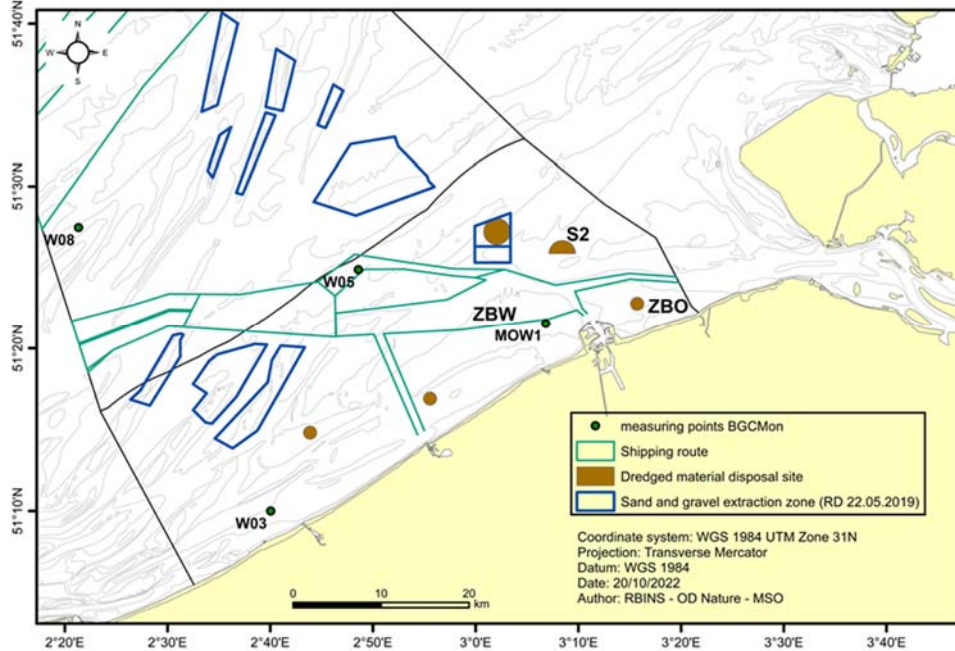 51°40'N
N
W E
S
51°30'N
W08
S2
W05
ZBW
ZBO
MOW1
51°20'N
W03
51°10'N
measuring points BGCMon
Shipping route
Dredged material disposal site
Sand and gravel extraction zone (RD 22.05.2019)
Coordinate system: WGS 1984 UTM Zone 31N
Projection: Transverse Mercator
Datum: WGS 1984
Date: 20/10/2022
Author: RBINS - OD Nature - MSO
0 10 20
km
2°20'E 2°30'E 2°40'E 2°50'E 3°0'E 3°10'E 3°20'E 3°30'E 3°40'E